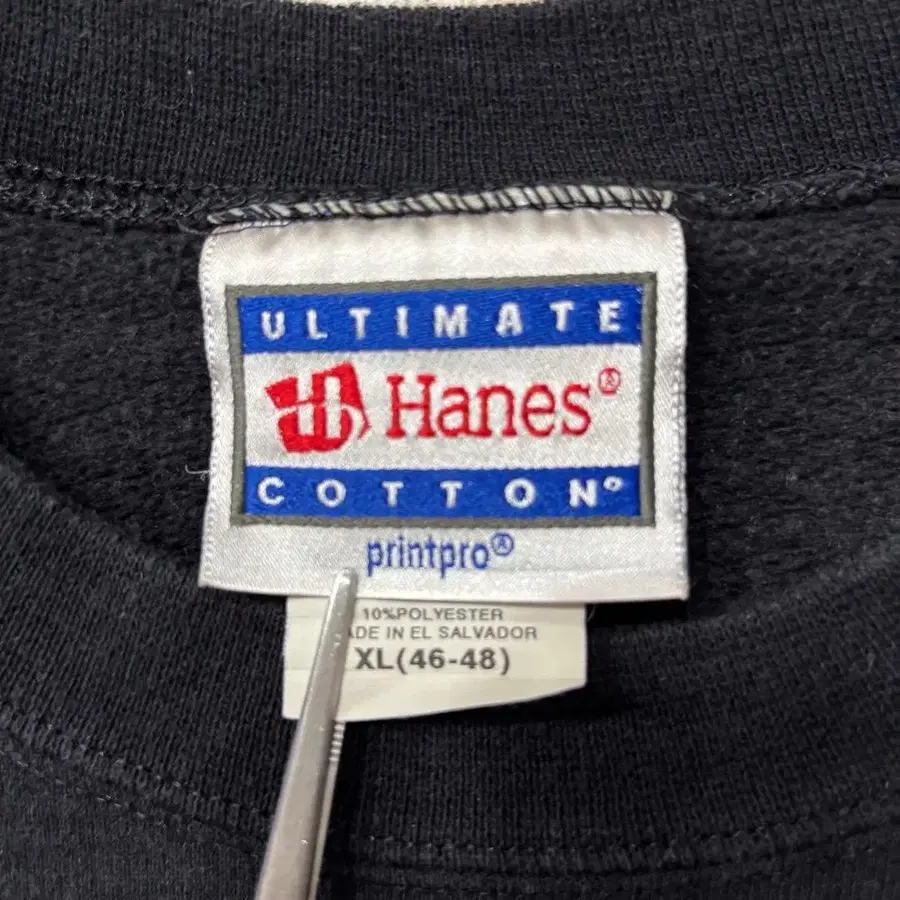 ULTIMATE
Hanes®
COTTON®
printpro®
10%POLYESTER
ADE IN EL SALVADOR
XL(46-48)